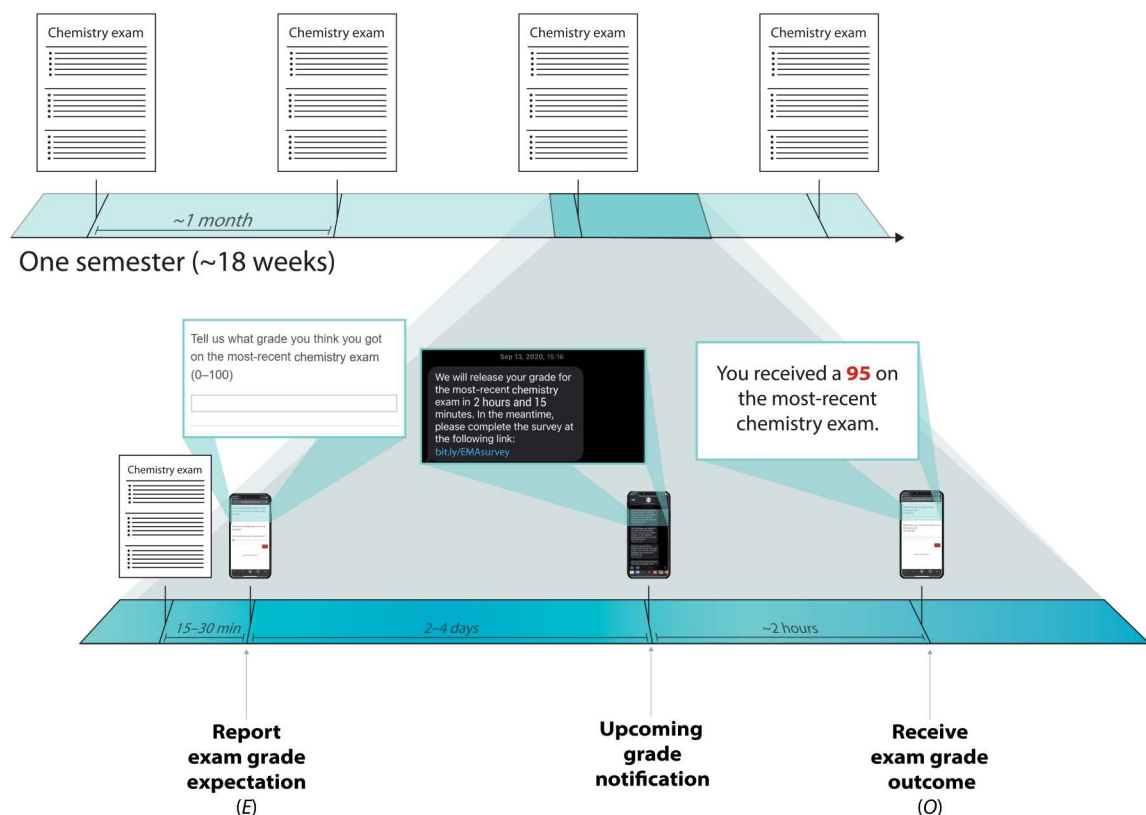 Chemistry exam
Chemistry exam
Chemistry exam
Chemistry exam
~1 month
One semester (~18 weeks)
Tell us what grade you think you got
on the most-recent chemistry exam
(0–100)
Sep 13, 2020, 15:16
We will release your grade for
the most-recent chemistry
exam in 2 hours and 15
minutes. In the meantime,
please complete the survey at
the following link:
bit.ly/EMAsurvey
You received a 95 on
the most-recent
chemistry exam.
Chemistry exam
15–30 min
2–4 days
~2 hours
Report
exam grade
expectation
(E)
Upcoming
grade
notification
Receive
exam grade
outcome
(O)